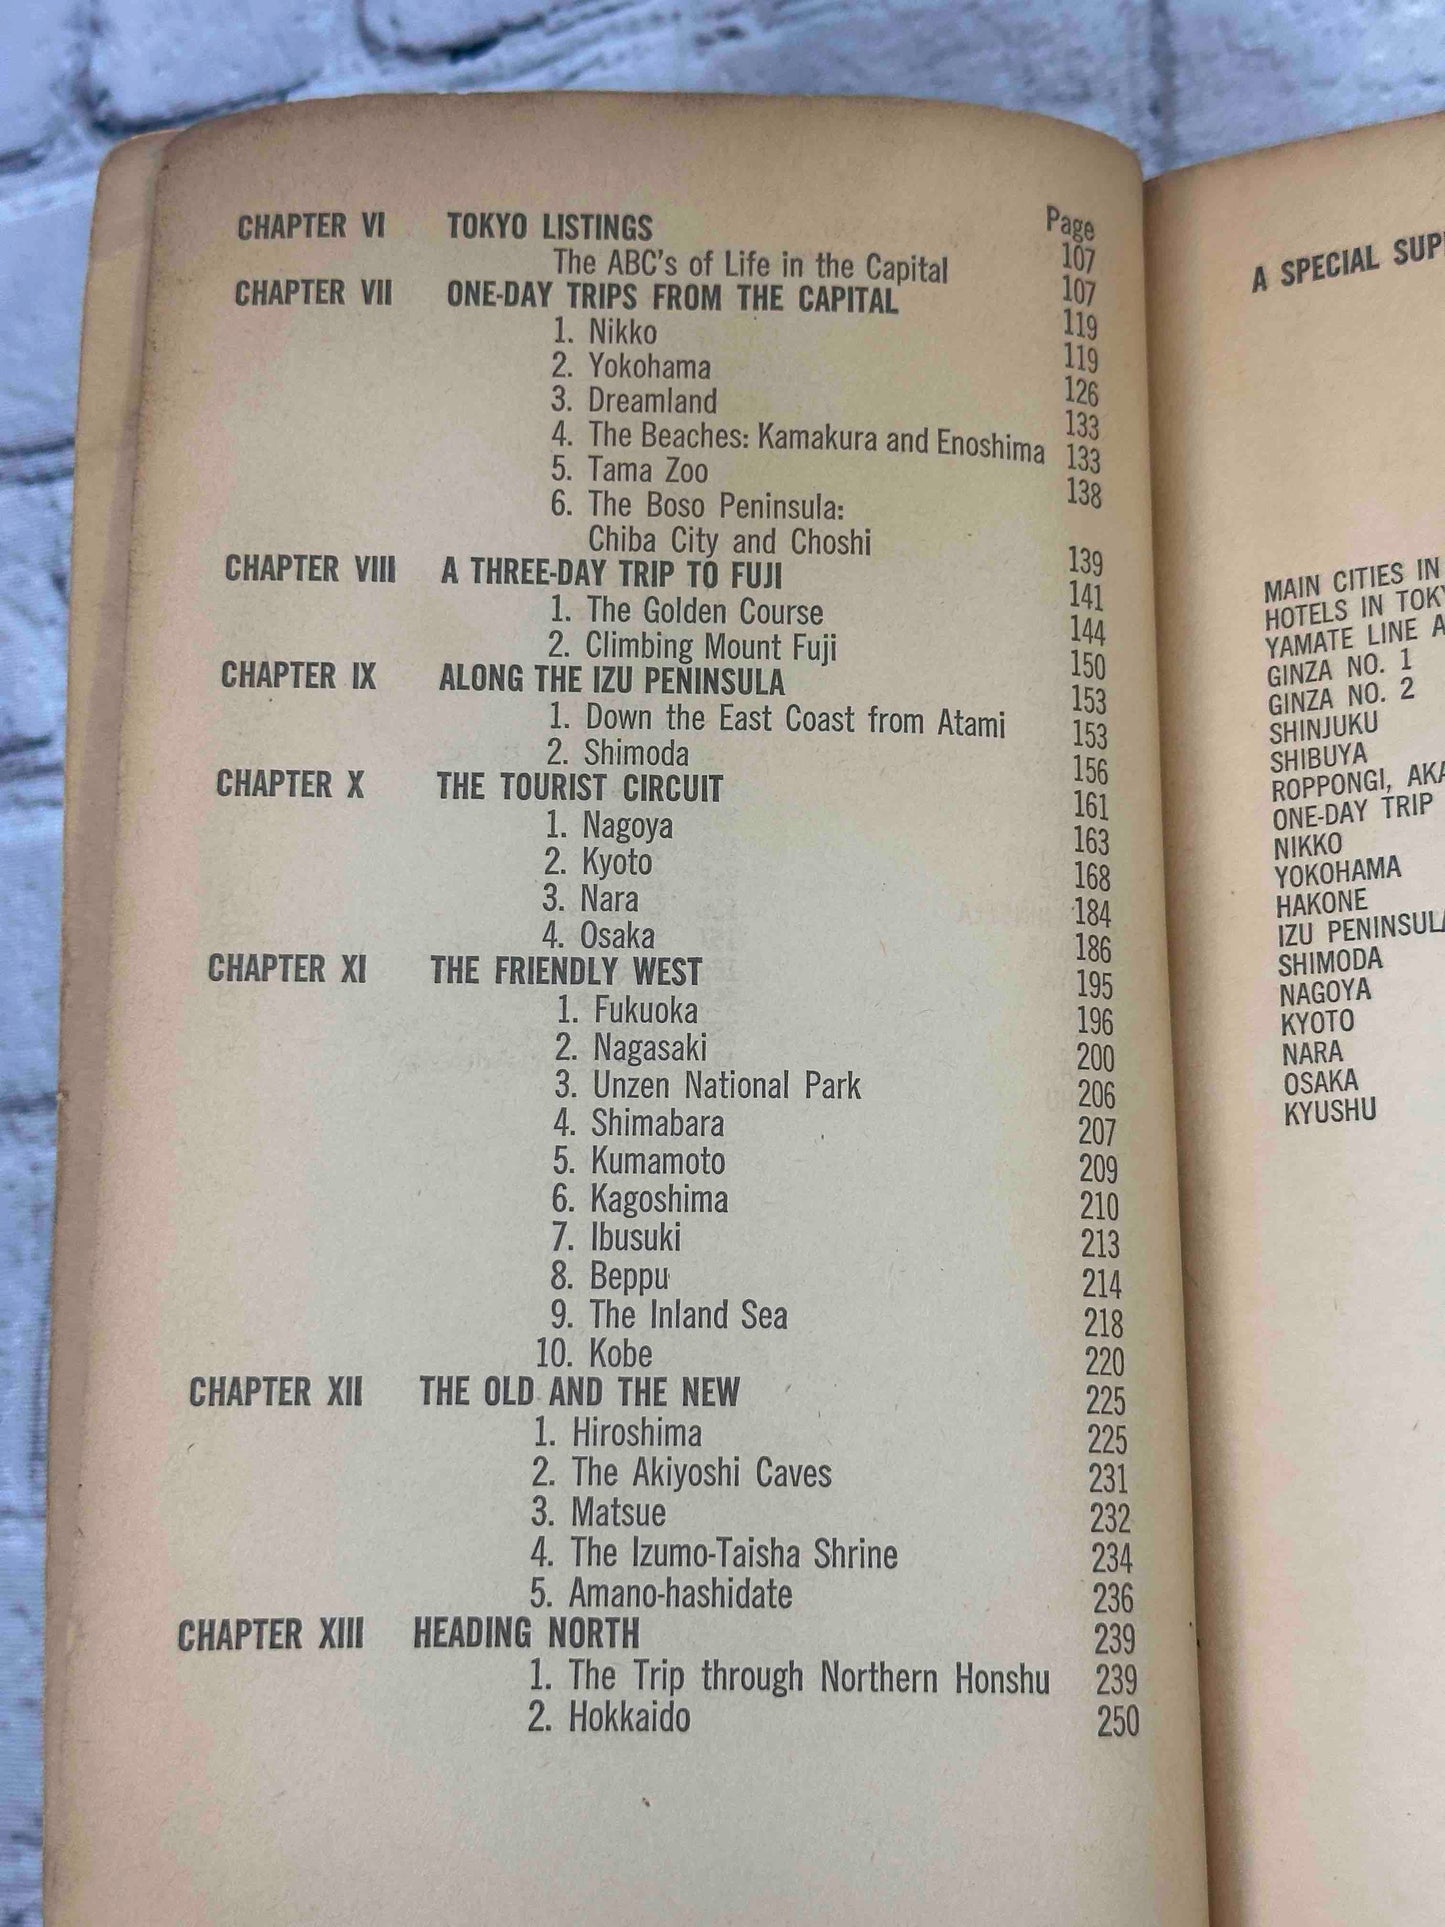 Page
CHAPTER VI TOKYO LISTINGS 107
The ABC's of Life in the Capital 107
CHAPTER VII ONE-DAY TRIPS FROM THE CAPITAL 119
1. Nikko 119
2. Yokohama 126
3. Dreamland 133
4. The Beaches: Kamakura and Enoshima 133
5. Tama Zoo 138
6. The Boso Peninsula:
Chiba City and Choshi 139
CHAPTER VIII A THREE-DAY TRIP TO FUJI 141
1. The Golden Course 144
2. Climbing Mount Fuji 150
CHAPTER IX ALONG THE IZU PENINSULA 153
1. Down the East Coast from Atami 153
2. Shimoda 156
CHAPTER X THE TOURIST CIRCUIT 161
1. Nagoya 163
2. Kyoto 168
3. Nara 184
4. Osaka 186
CHAPTER XI THE FRIENDLY WEST 195
1. Fukuoka 196
2. Nagasaki 200
3. Unzen National Park 206
4. Shimabara 207
5. Kumamoto 209
6. Kagoshima 210
7. Ibusuki 213
8. Beppu 214
9. The Inland Sea 218
10. Kobe 220
CHAPTER XII THE OLD AND THE NEW 225
1. Hiroshima 225
2. The Akiyoshi Caves 231
3. Matsue 232
4. The Izumo-Taisha Shrine 234
5. Amano-hashidate 236
CHAPTER XIII HEADING NORTH 239
1. The Trip through Northern Honshu 239
2. Hokkaido 250
A SPECIAL SUP
MAIN CITIES IN
HOTELS IN TOK
YAMATE LINE A
GINZA NO. 1
GINZA NO. 2
SHINJUKU
SHIBUYA
ROPPONGI, AKA
ONE-DAY TRIP
NIKKO
YOKOHAMA
HAKONE
IZU PENINSUL
SHIMODA
NAGOYA
KYOTO
NARA
OSAKA
KYUSHU